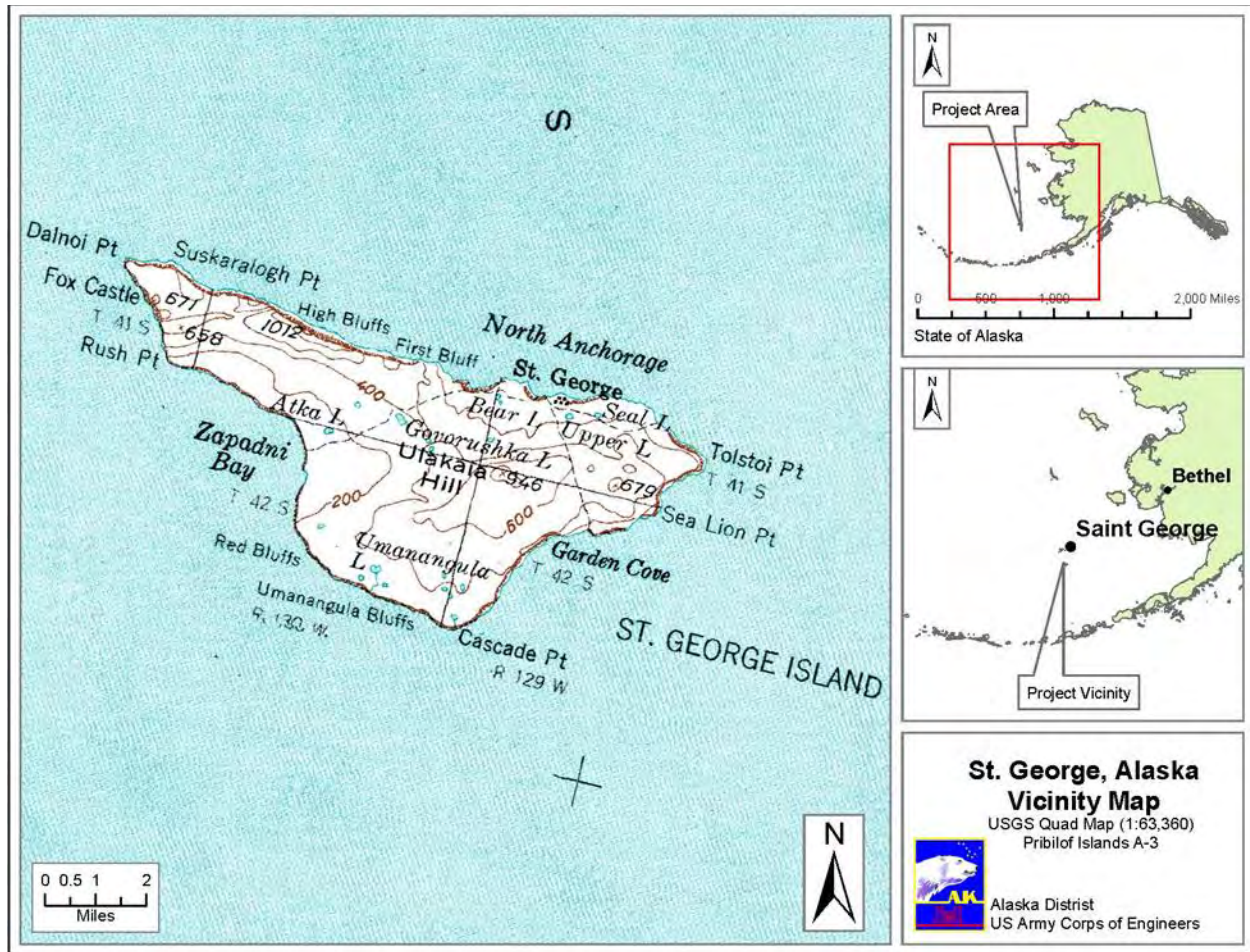 S
Dalnoi Pt
Suskaralogh Pt
Fox Castle
671
T 41 S
658
1012
High Bluffs
Rush Pt
First Bluff
North Anchorage
St. George
400
Atka L
Bear L
Seal L
Upper L
Govorushka L
Zapadni
Bay
Ulakaia
Hill
946
679
Tolstoi Pt
T 41 S
T 42 S
200
600
Sea Lion Pt
Red Bluffs
Umanangula
L
Garden Cove
T 42 S
Umanangula Bluffs
R 130 W
Cascade Pt
R 129 W
ST. GEORGE ISLAND
0 0.5 1 2
Miles
N
N
Project Area
0 500 1,000 2,000 Miles
State of Alaska
N
Bethel
Saint George
Project Vicinity
St. George, Alaska
Vicinity Map
USGS Quad Map (1:63,360)
Pribilof Islands A-3
AK
Alaska District
US Army Corps of Engineers